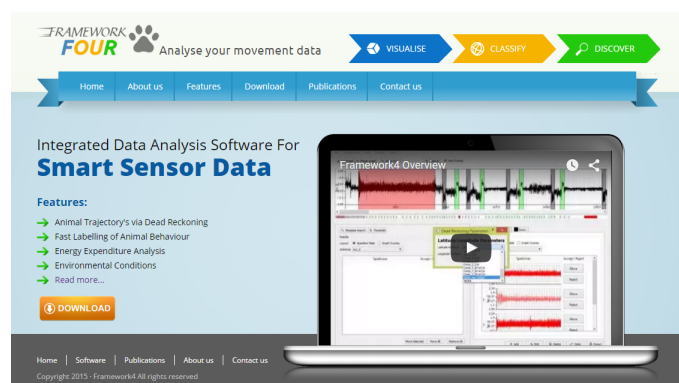 FRAMEWORK
FOUR
Analyse your movement data
VISUALISE
CLASSIFY
DISCOVER
Home
About us
Features
Download
Publications
Contact us
Integrated Data Analysis Software For
Smart Sensor Data
Features:
Animal Trajectory's via Dead Reckoning
Fast Labelling of Animal Behaviour
Energy Expenditure Analysis
Environmental Conditions
Read more...
DOWNLOAD
Framework4 Overview
Home | Software | Publications | About us | Contact us
Copyright 2015 - Framework4 All rights reserved